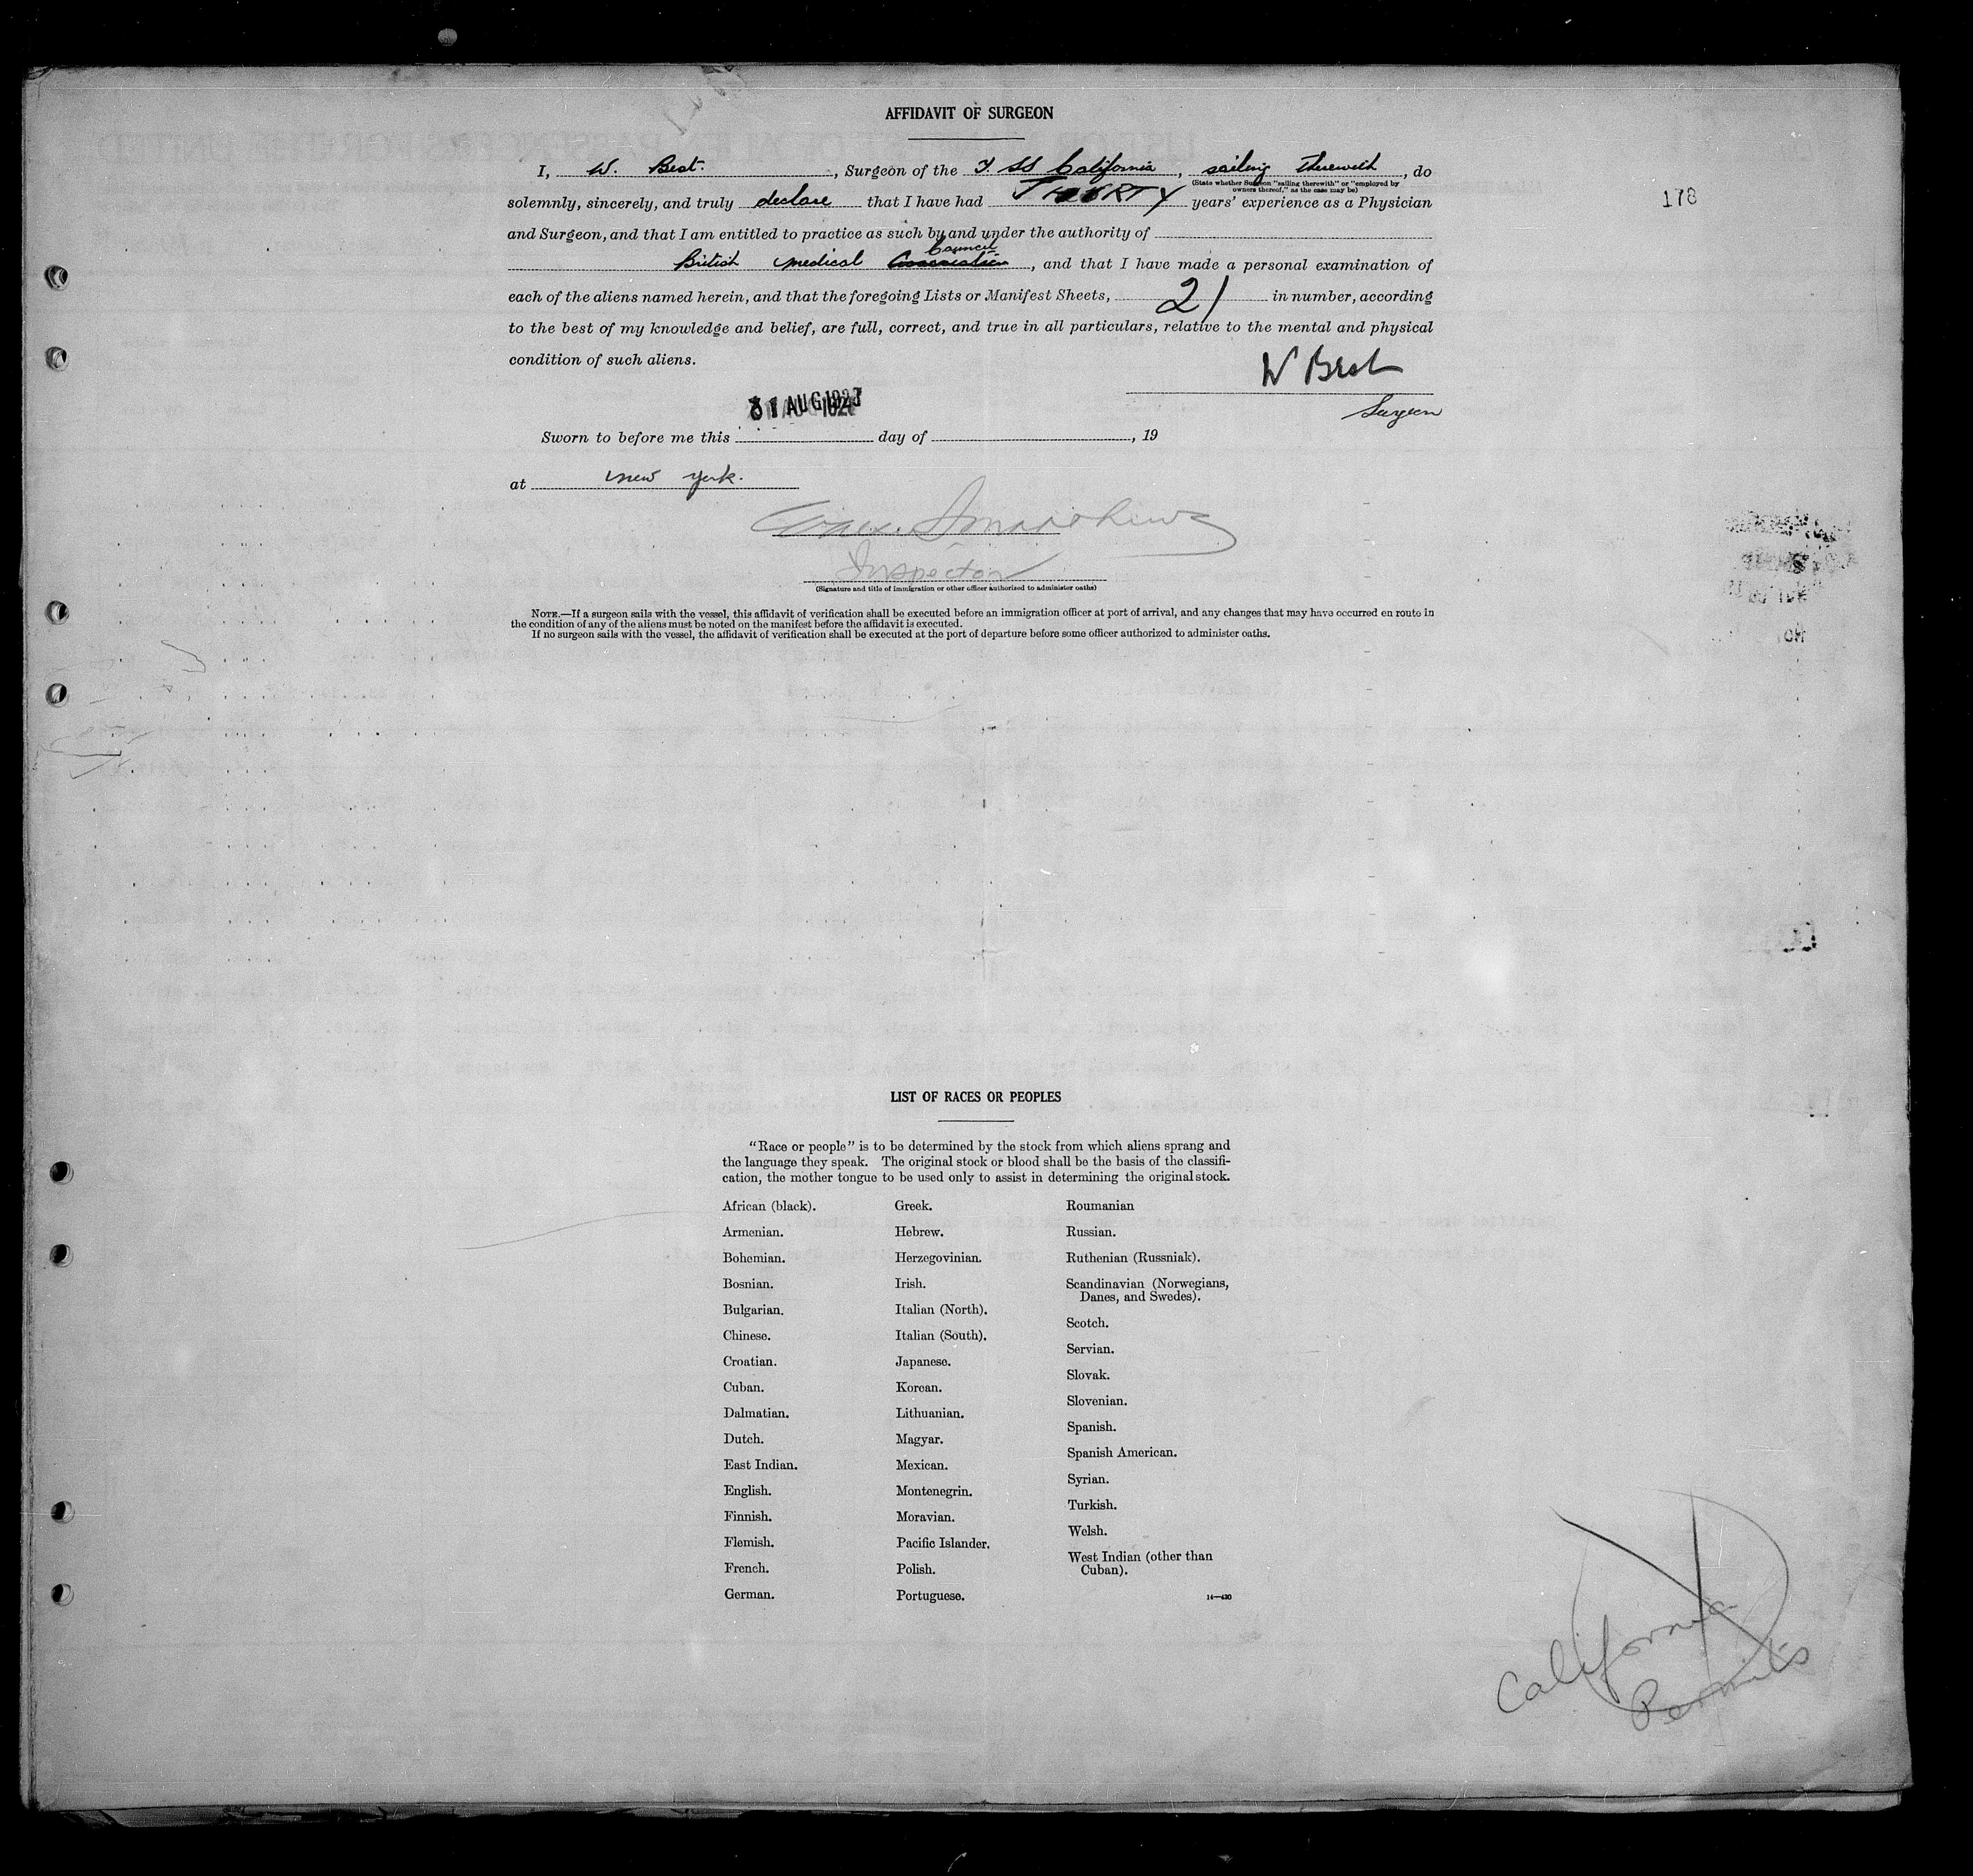 AFFIDAVIT OF SURGEON
178
I, W. Best. , Surgeon of the T. SS California , sailing therewith , do
(State whether Surgeon "sailing therewith" or "employed by owners thereof," as the case may be)
solemnly, sincerely, and truly declare that I have had THIRTY years' experience as a Physician
and Surgeon, and that I am entitled to practice as such by and under the authority of
Council
British Medical Association , and that I have made a personal examination of
each of the aliens named herein, and that the foregoing Lists or Manifest Sheets, 21 in number, according
to the best of my knowledge and belief, are full, correct, and true in all particulars, relative to the mental and physical
condition of such aliens.
W Best
Surgeon
AUG
Sworn to before me this day of , 19
at New York.
Inspector
(Signature and title of immigration or other officer authorized to administer oaths)
NOTE.—If a surgeon sails with the vessel, this affidavit of verification shall be executed before an immigration officer at port of arrival, and any changes that may have occurred en route in
the condition of any of the aliens must be noted on the manifest before the affidavit is executed.
If no surgeon sails with the vessel, the affidavit of verification shall be executed at the port of departure before some officer authorized to administer oaths.
LIST OF RACES OR PEOPLES
"Race or people" is to be determined by the stock from which aliens sprang and
the language they speak. The original stock or blood shall be the basis of the classifi-
cation, the mother tongue to be used only to assist in determining the original stock.
African (black).
Armenian.
Bohemian.
Bosnian.
Bulgarian.
Chinese.
Croatian.
Cuban.
Dalmatian.
Dutch.
East Indian.
English.
Finnish.
Flemish.
French.
German.
Greek.
Hebrew.
Herzegovinian.
Irish.
Italian (North).
Italian (South).
Japanese.
Korean.
Lithuanian.
Magyar.
Mexican.
Montenegrin.
Moravian.
Pacific Islander.
Polish.
Portuguese.
Roumanian
Russian.
Ruthenian (Russniak).
Scandinavian (Norwegians,
Danes, and Swedes).
Scotch.
Servian.
Slovak.
Slovenian.
Spanish.
Spanish American.
Syrian.
Turkish.
Welsh.
West Indian (other than
Cuban).
14—430
California
Permits